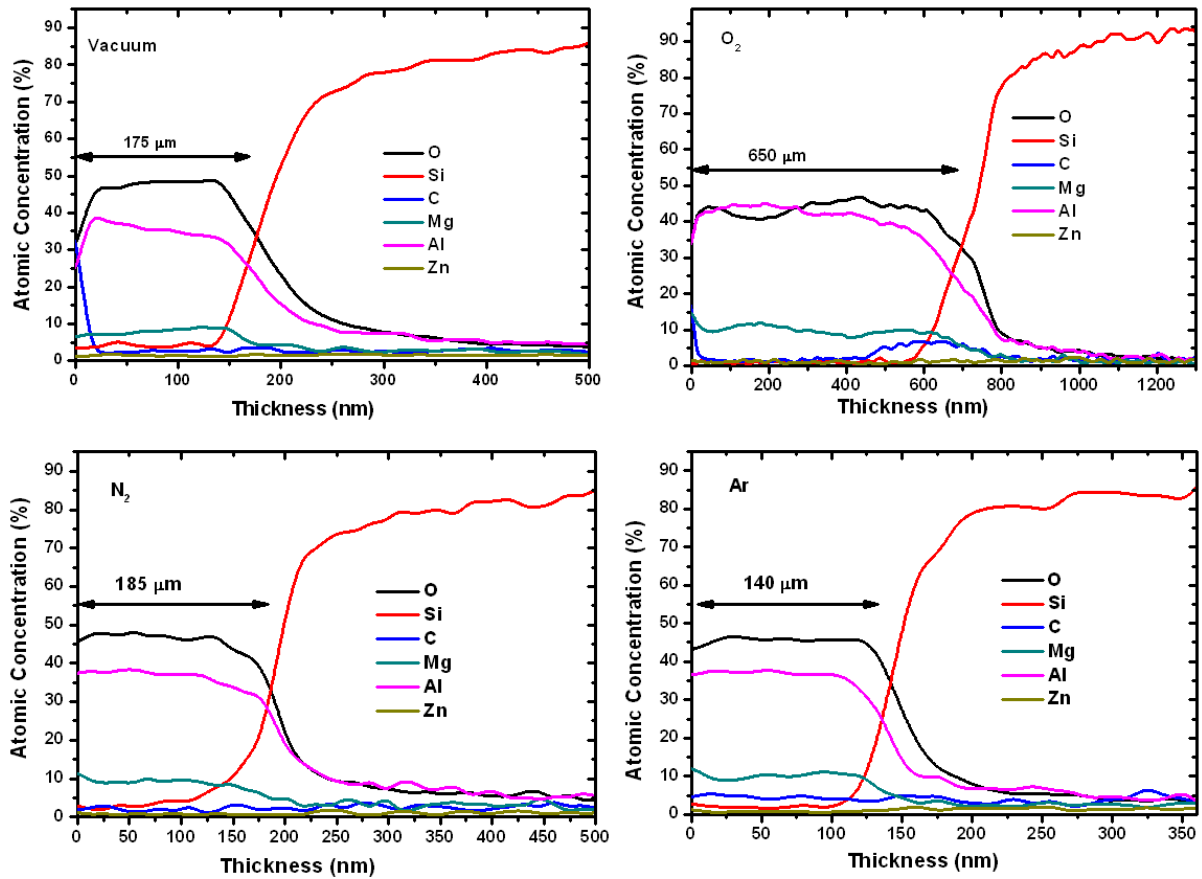 Vacuum
Atomic Concentration (%)
90
80
70
60
50
40
30
20
10
0
175 μm
O
Si
C
Mg
Al
Zn
0
100
200
300
400
500
Thickness (nm)
O₂
Atomic Concentration (%)
90
80
70
60
50
40
30
20
10
0
650 μm
O
Si
C
Mg
Al
Zn
0
200
400
600
800
1000
1200
Thickness (nm)
N₂
Atomic Concentration (%)
90
80
70
60
50
40
30
20
10
0
185 μm
O
Si
C
Mg
Al
Zn
0
50
100
150
200
250
300
350
400
450
500
Thickness (nm)
Ar
Atomic Concentration (%)
90
80
70
60
50
40
30
20
10
0
140 μm
O
Si
C
Mg
Al
Zn
0
50
100
150
200
250
300
350
Thickness (nm)